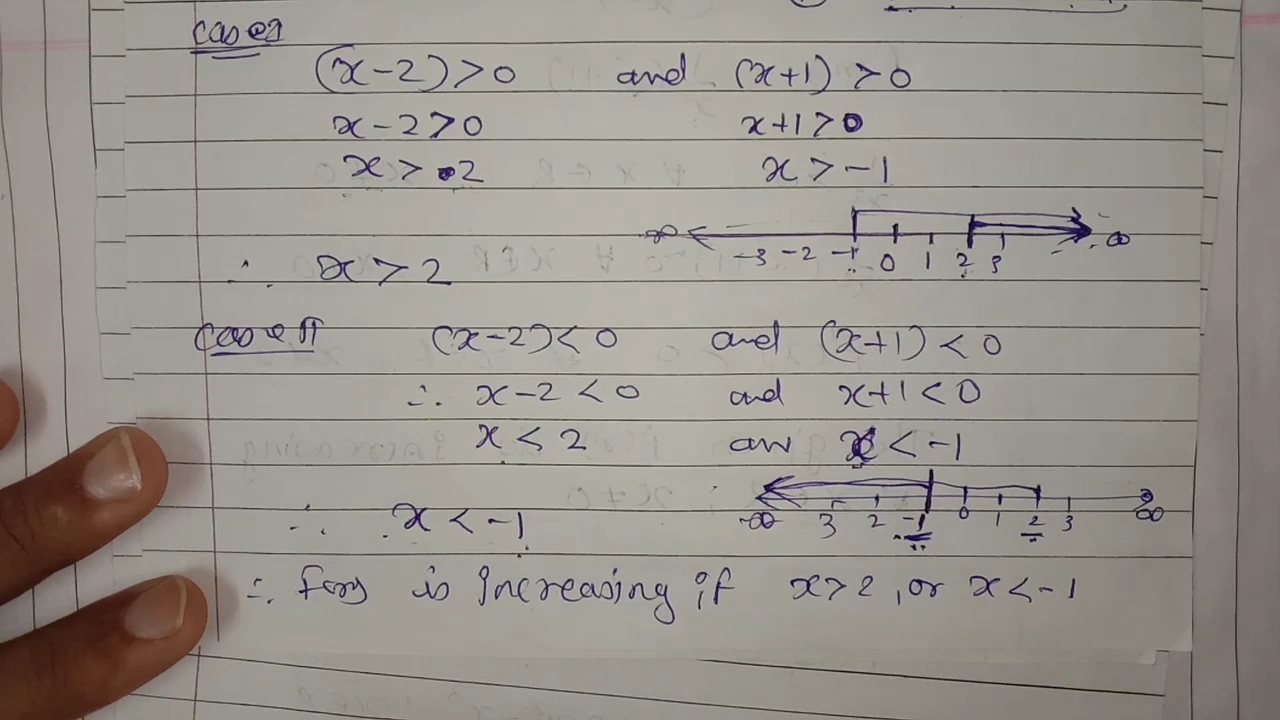 Case I
(x-2) > 0 and (x+1) > 0
x-2 > 0 x+1 > 0
x > 2 x > -1
-∞ -3 -2 -1 0 1 2 3 ∞
∴ x > 2
Case II (x-2) < 0 and (x+1) < 0
∴ x-2 < 0 and x+1 < 0
x < 2 an x < -1
-∞ 3 2 -1 0 1 2 3 ∞
∴ x < -1
∴ f(x) is increasing if x > 2, or x < -1